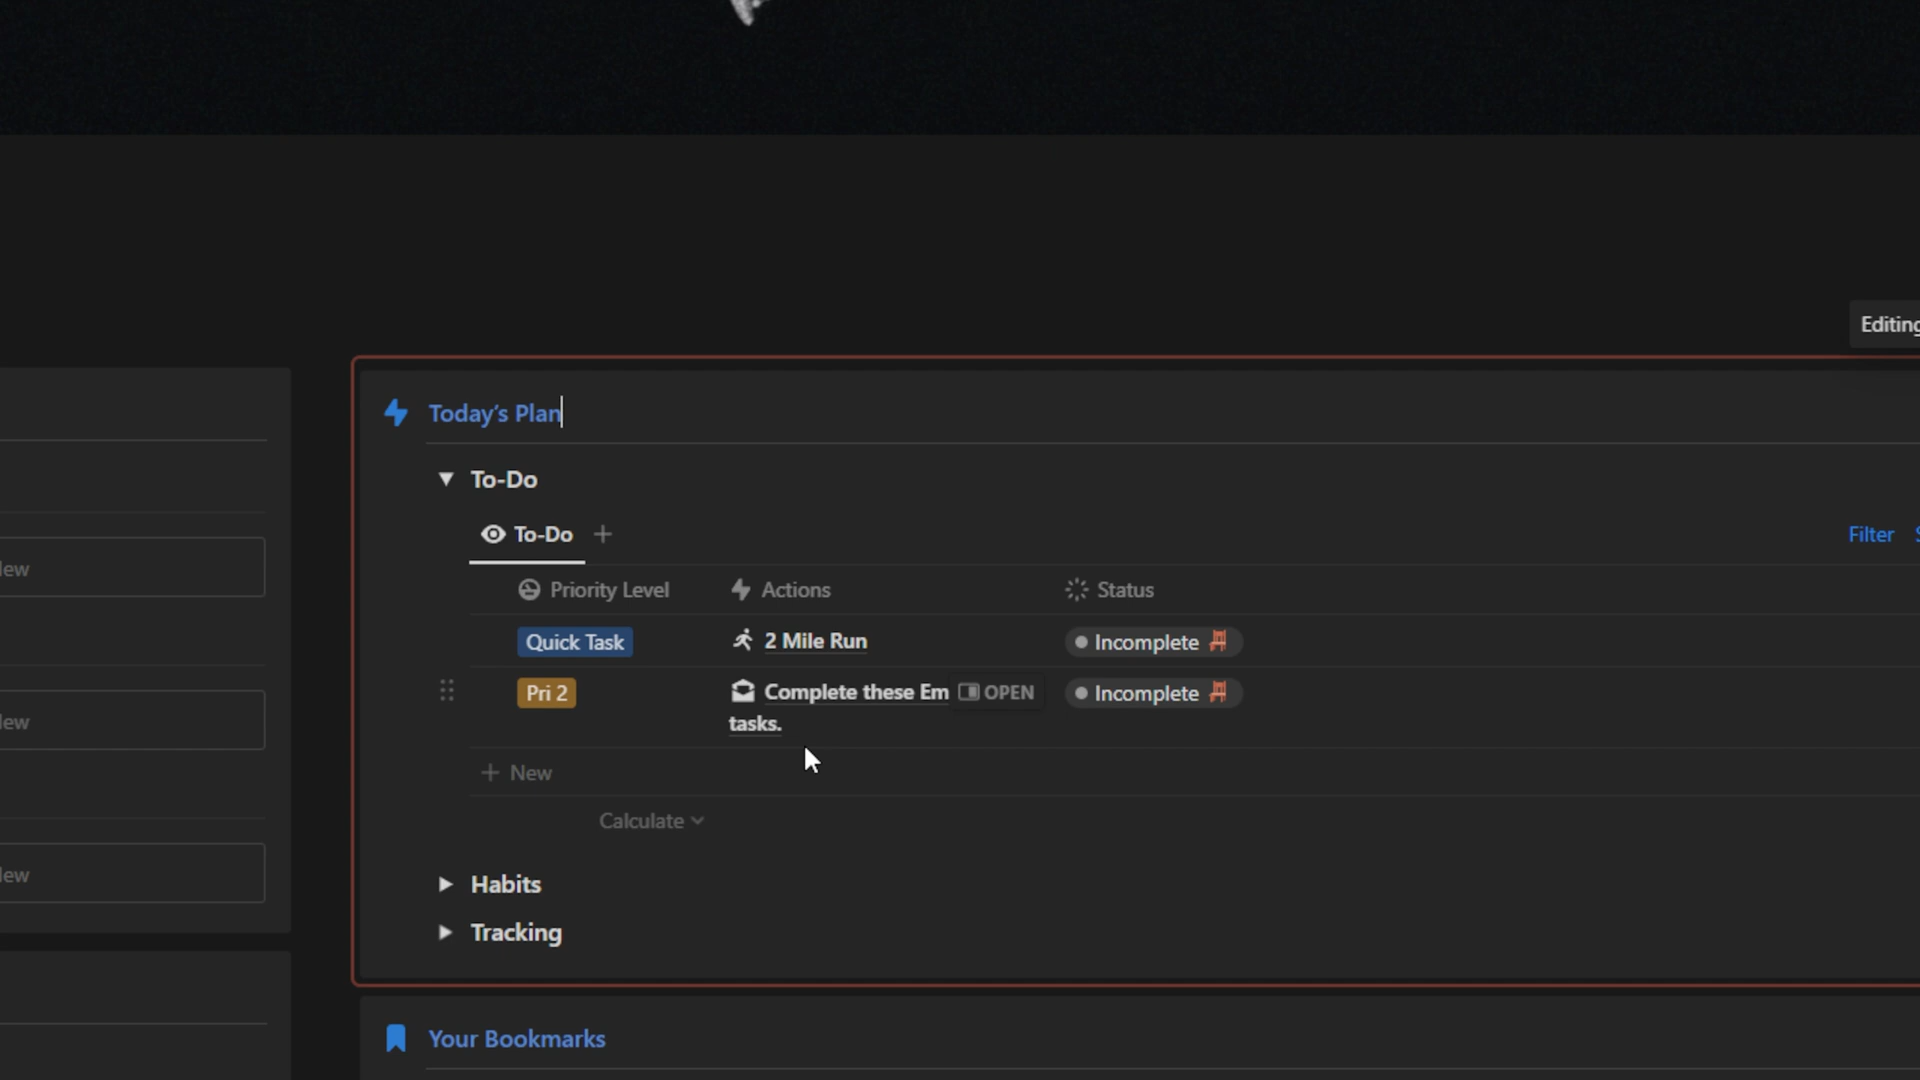 Editing
Today's Plan
To-Do
To-Do
Filter
Priority Level Actions Status
Quick Task 2 Mile Run Incomplete
Pri 2 Complete these Em OPEN Incomplete
tasks.
New
Calculate
Habits
Tracking
Your Bookmarks